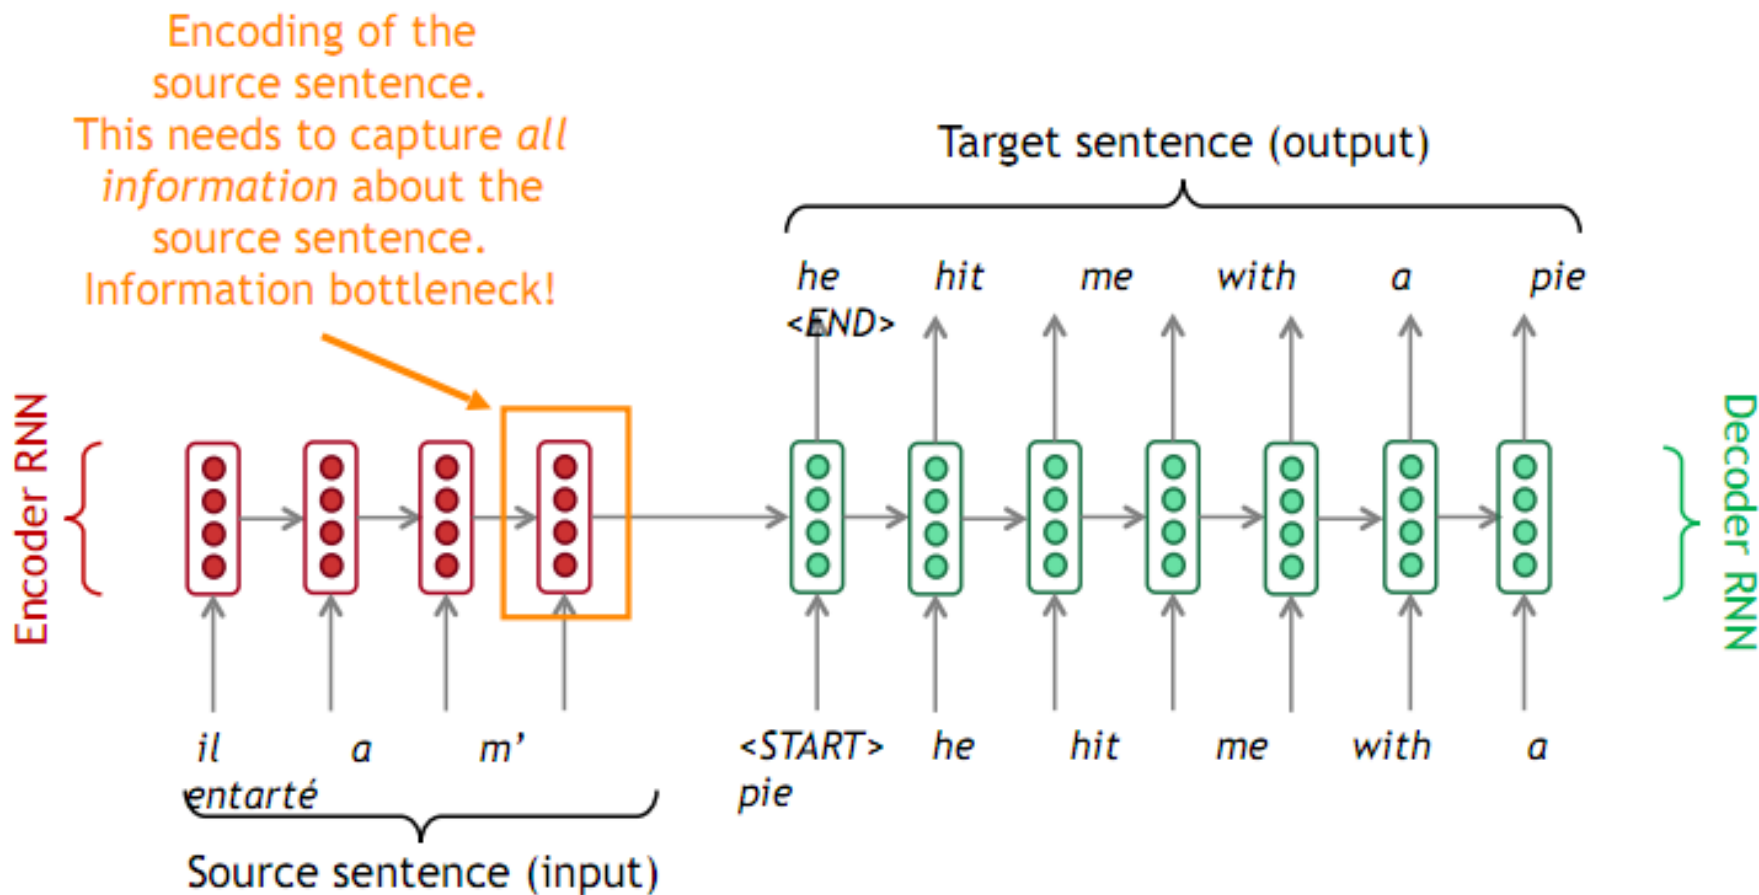 Encoding of the
source sentence.
This needs to capture all
information about the
source sentence.
Information bottleneck!
Target sentence (output)
he hit me with a pie
<END>
Encoder RNN
Decoder RNN
il a m’
entarté
<START> he hit me with a
pie
Source sentence (input)